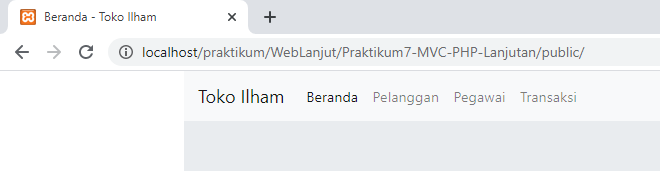 Beranda - Toko Ilham
localhost/praktikum/WebLanjut/Praktikum7-MVC-PHP-Lanjutan/public/
Toko Ilham Beranda Pelanggan Pegawai Transaksi